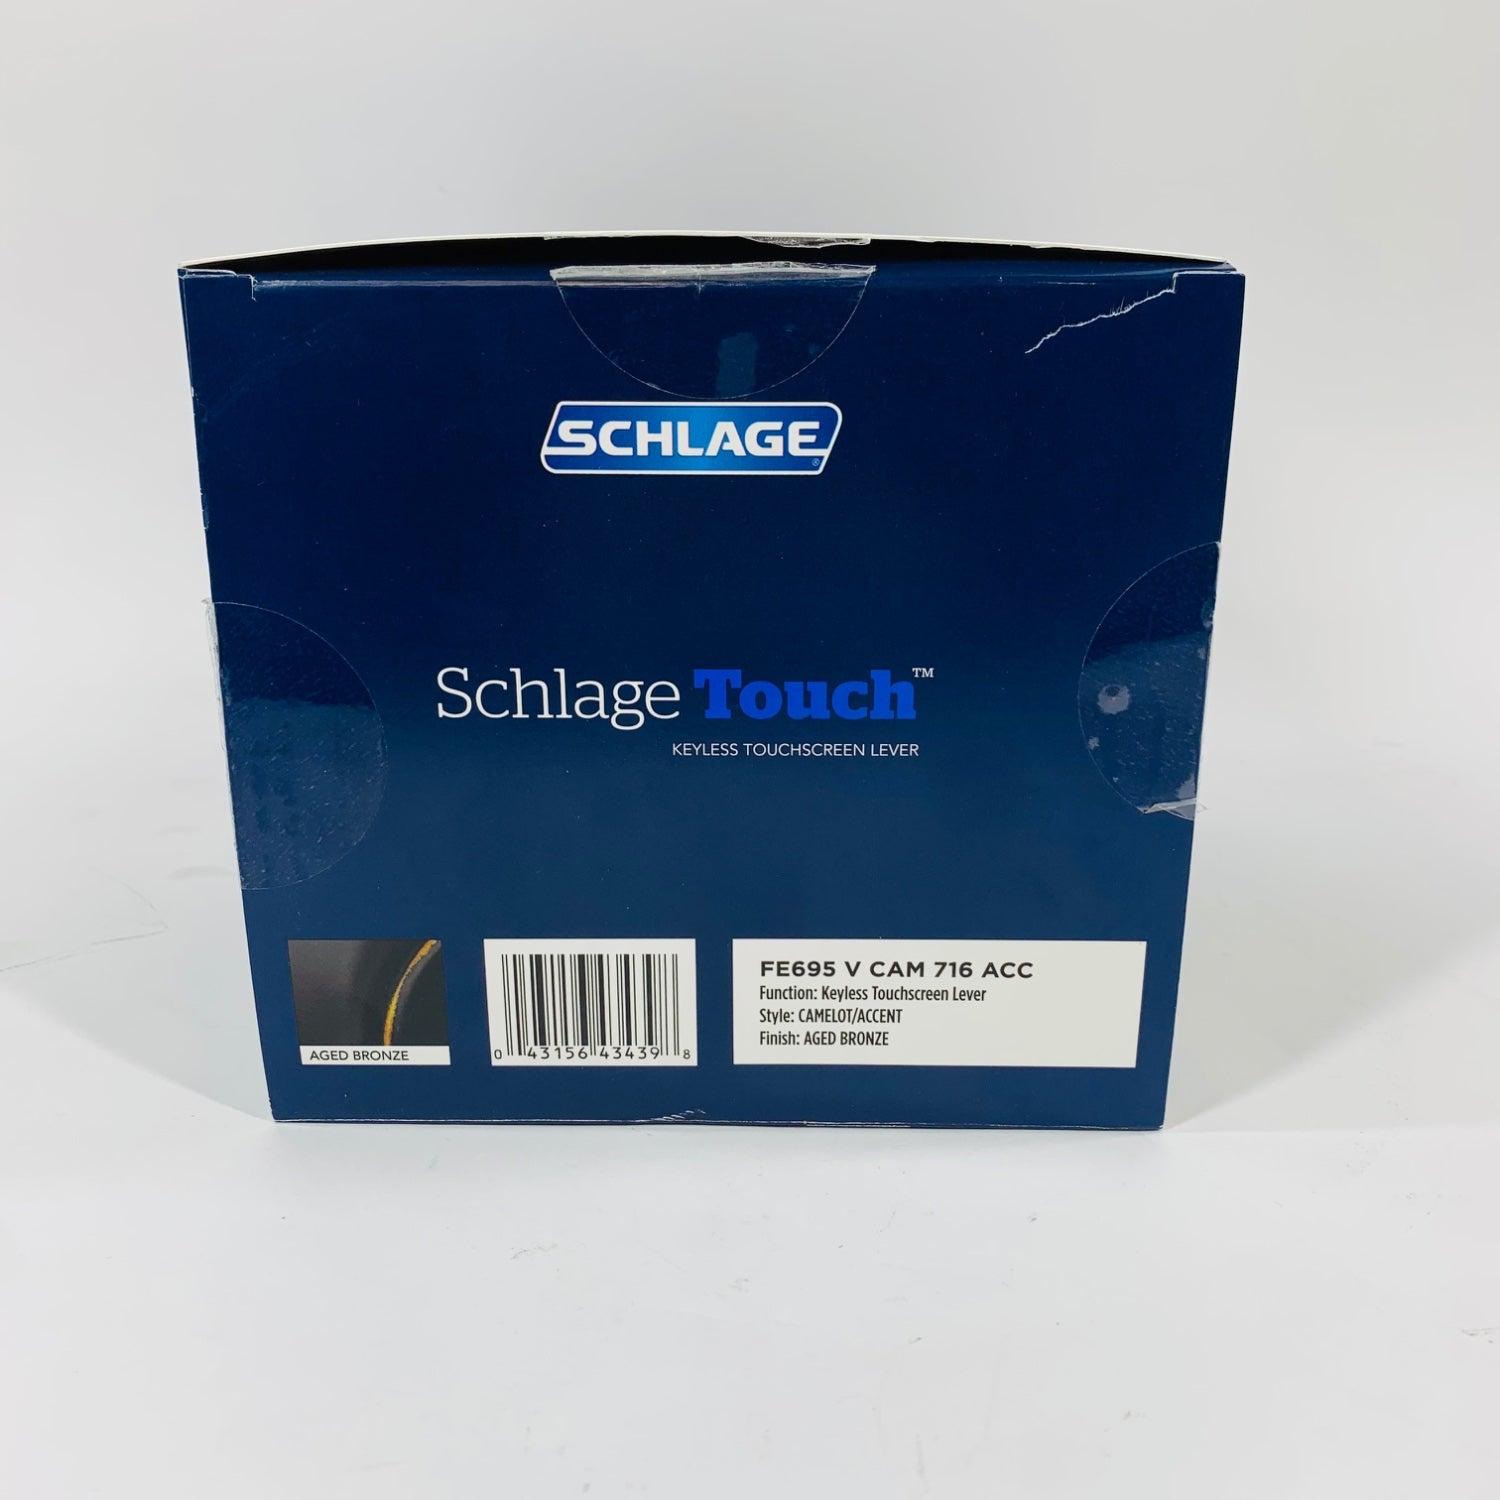 SCHLAGE
Schlage Touch™
KEYLESS TOUCHSCREEN LEVER
AGED BRONZE
0 43156 43439 8
FE695 V CAM 716 ACC
Function: Keyless Touchscreen Lever
Style: CAMELOT/ACCENT
Finish: AGED BRONZE